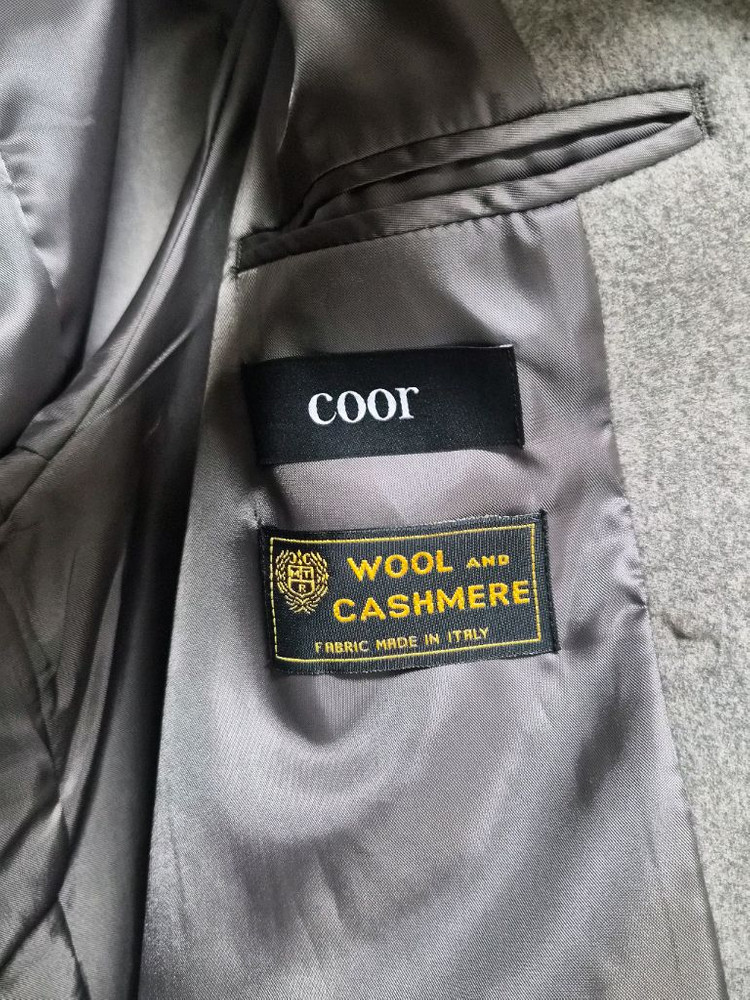 coor
WOOL AND
CASHMERE
FABRIC MADE IN ITALY